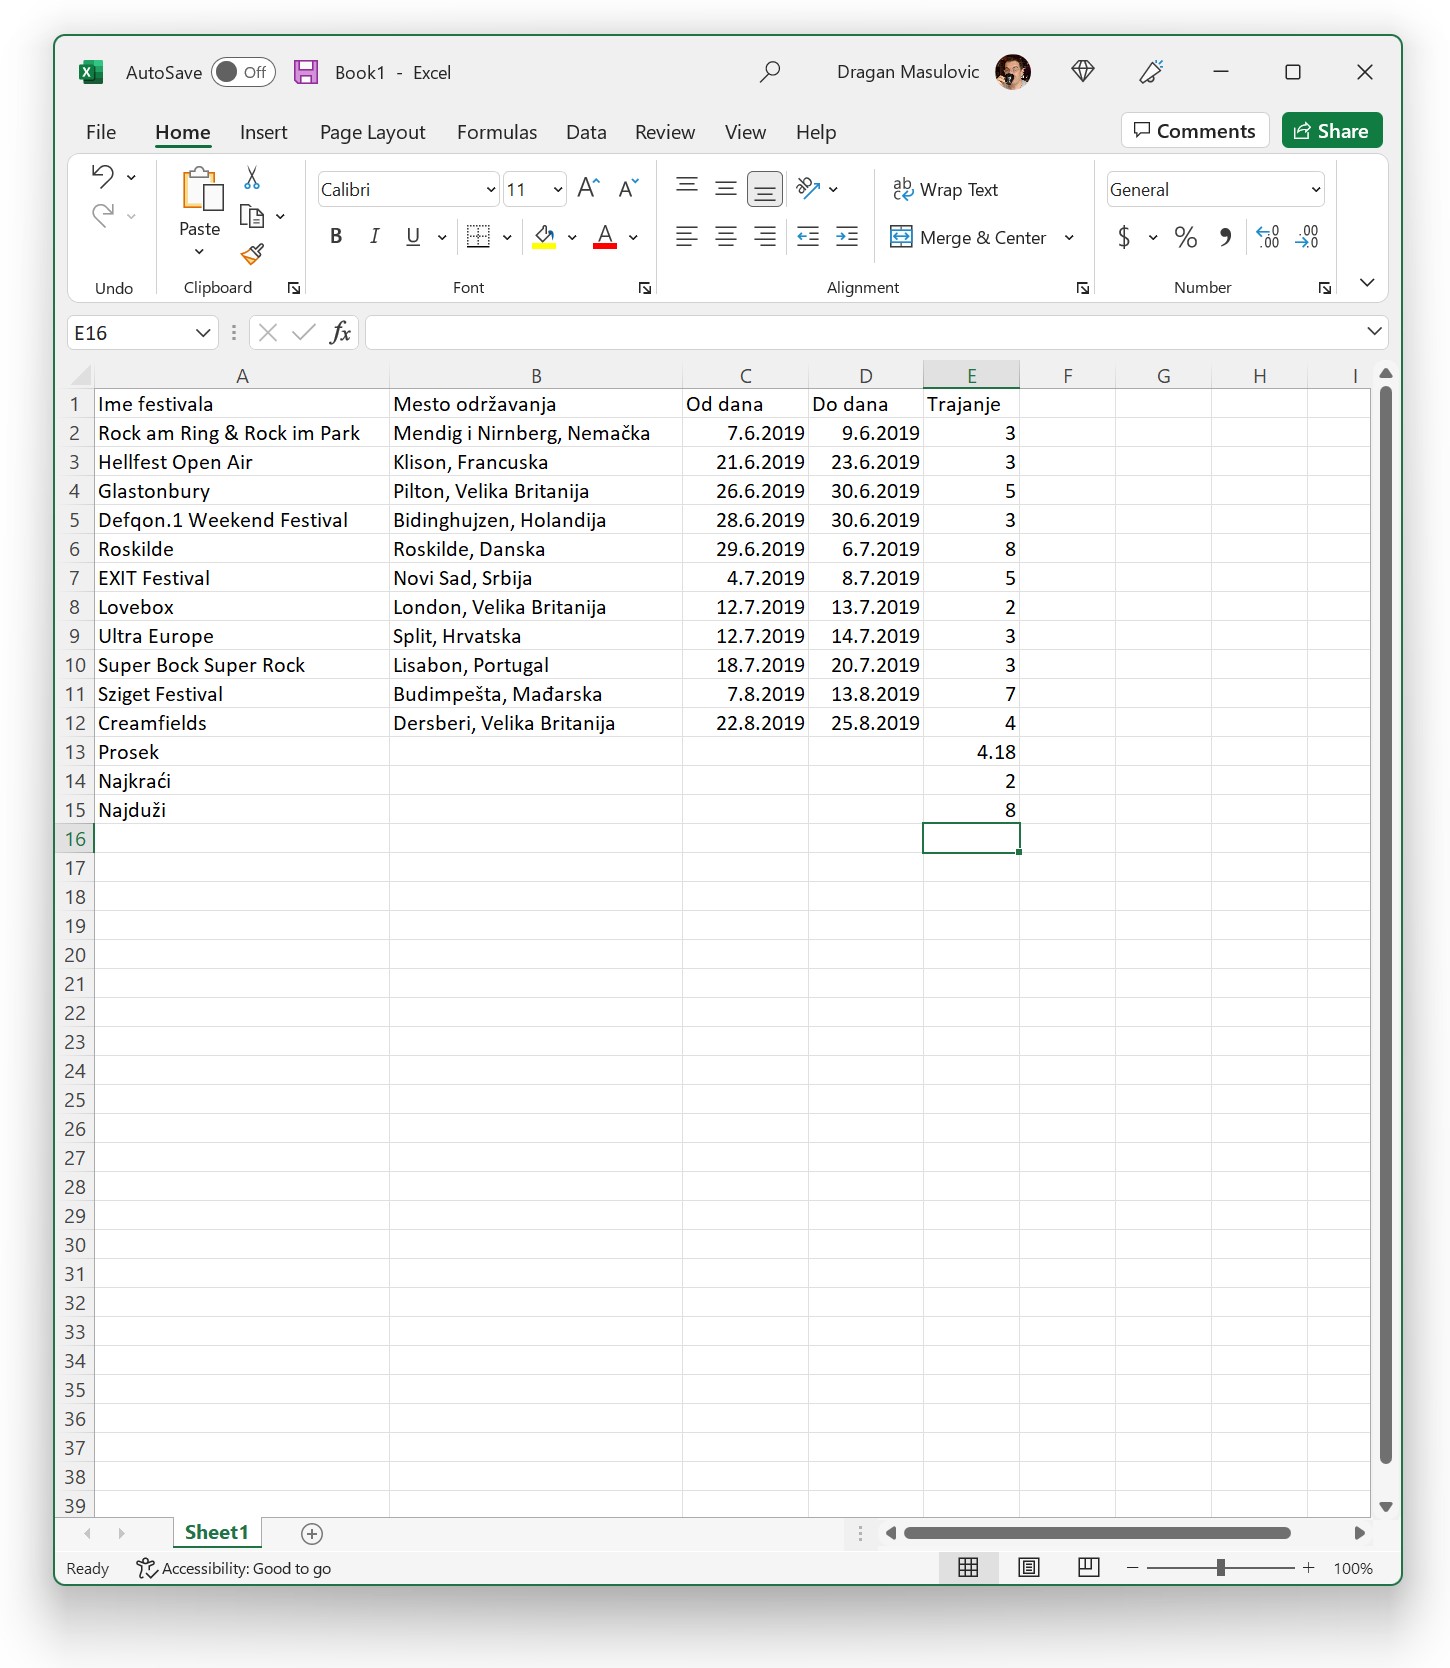 AutoSave Off Book1 - Excel Dragan Masulovic
File Home Insert Page Layout Formulas Data Review View Help Comments Share
Calibri 11 ab Wrap Text General
Paste B I U A Merge & Center $ % , .00 .00
Undo Clipboard Font Alignment Number
E16 fx
A B C D E F G H I
1 Ime festivala Mesto održavanja Od dana Do dana Trajanje
2 Rock am Ring & Rock im Park Mendig i Nirnberg, Nemačka 7.6.2019 9.6.2019 3
3 Hellfest Open Air Klison, Francuska 21.6.2019 23.6.2019 3
4 Glastonbury Pilton, Velika Britanija 26.6.2019 30.6.2019 5
5 Defqon.1 Weekend Festival Bidinghujzen, Holandija 28.6.2019 30.6.2019 3
6 Roskilde Roskilde, Danska 29.6.2019 6.7.2019 8
7 EXIT Festival Novi Sad, Srbija 4.7.2019 8.7.2019 5
8 Lovebox London, Velika Britanija 12.7.2019 13.7.2019 2
9 Ultra Europe Split, Hrvatska 12.7.2019 14.7.2019 3
10 Super Bock Super Rock Lisabon, Portugal 18.7.2019 20.7.2019 3
11 Sziget Festival Budimpešta, Mađarska 7.8.2019 13.8.2019 7
12 Creamfields Dersberi, Velika Britanija 22.8.2019 25.8.2019 4
13 Prosek 4.18
14 Najkraći 2
15 Najduži 8
16
17
18
19
20
21
22
23
24
25
26
27
28
29
30
31
32
33
34
35
36
37
38
39
Sheet1
Ready Accessibility: Good to go 100%